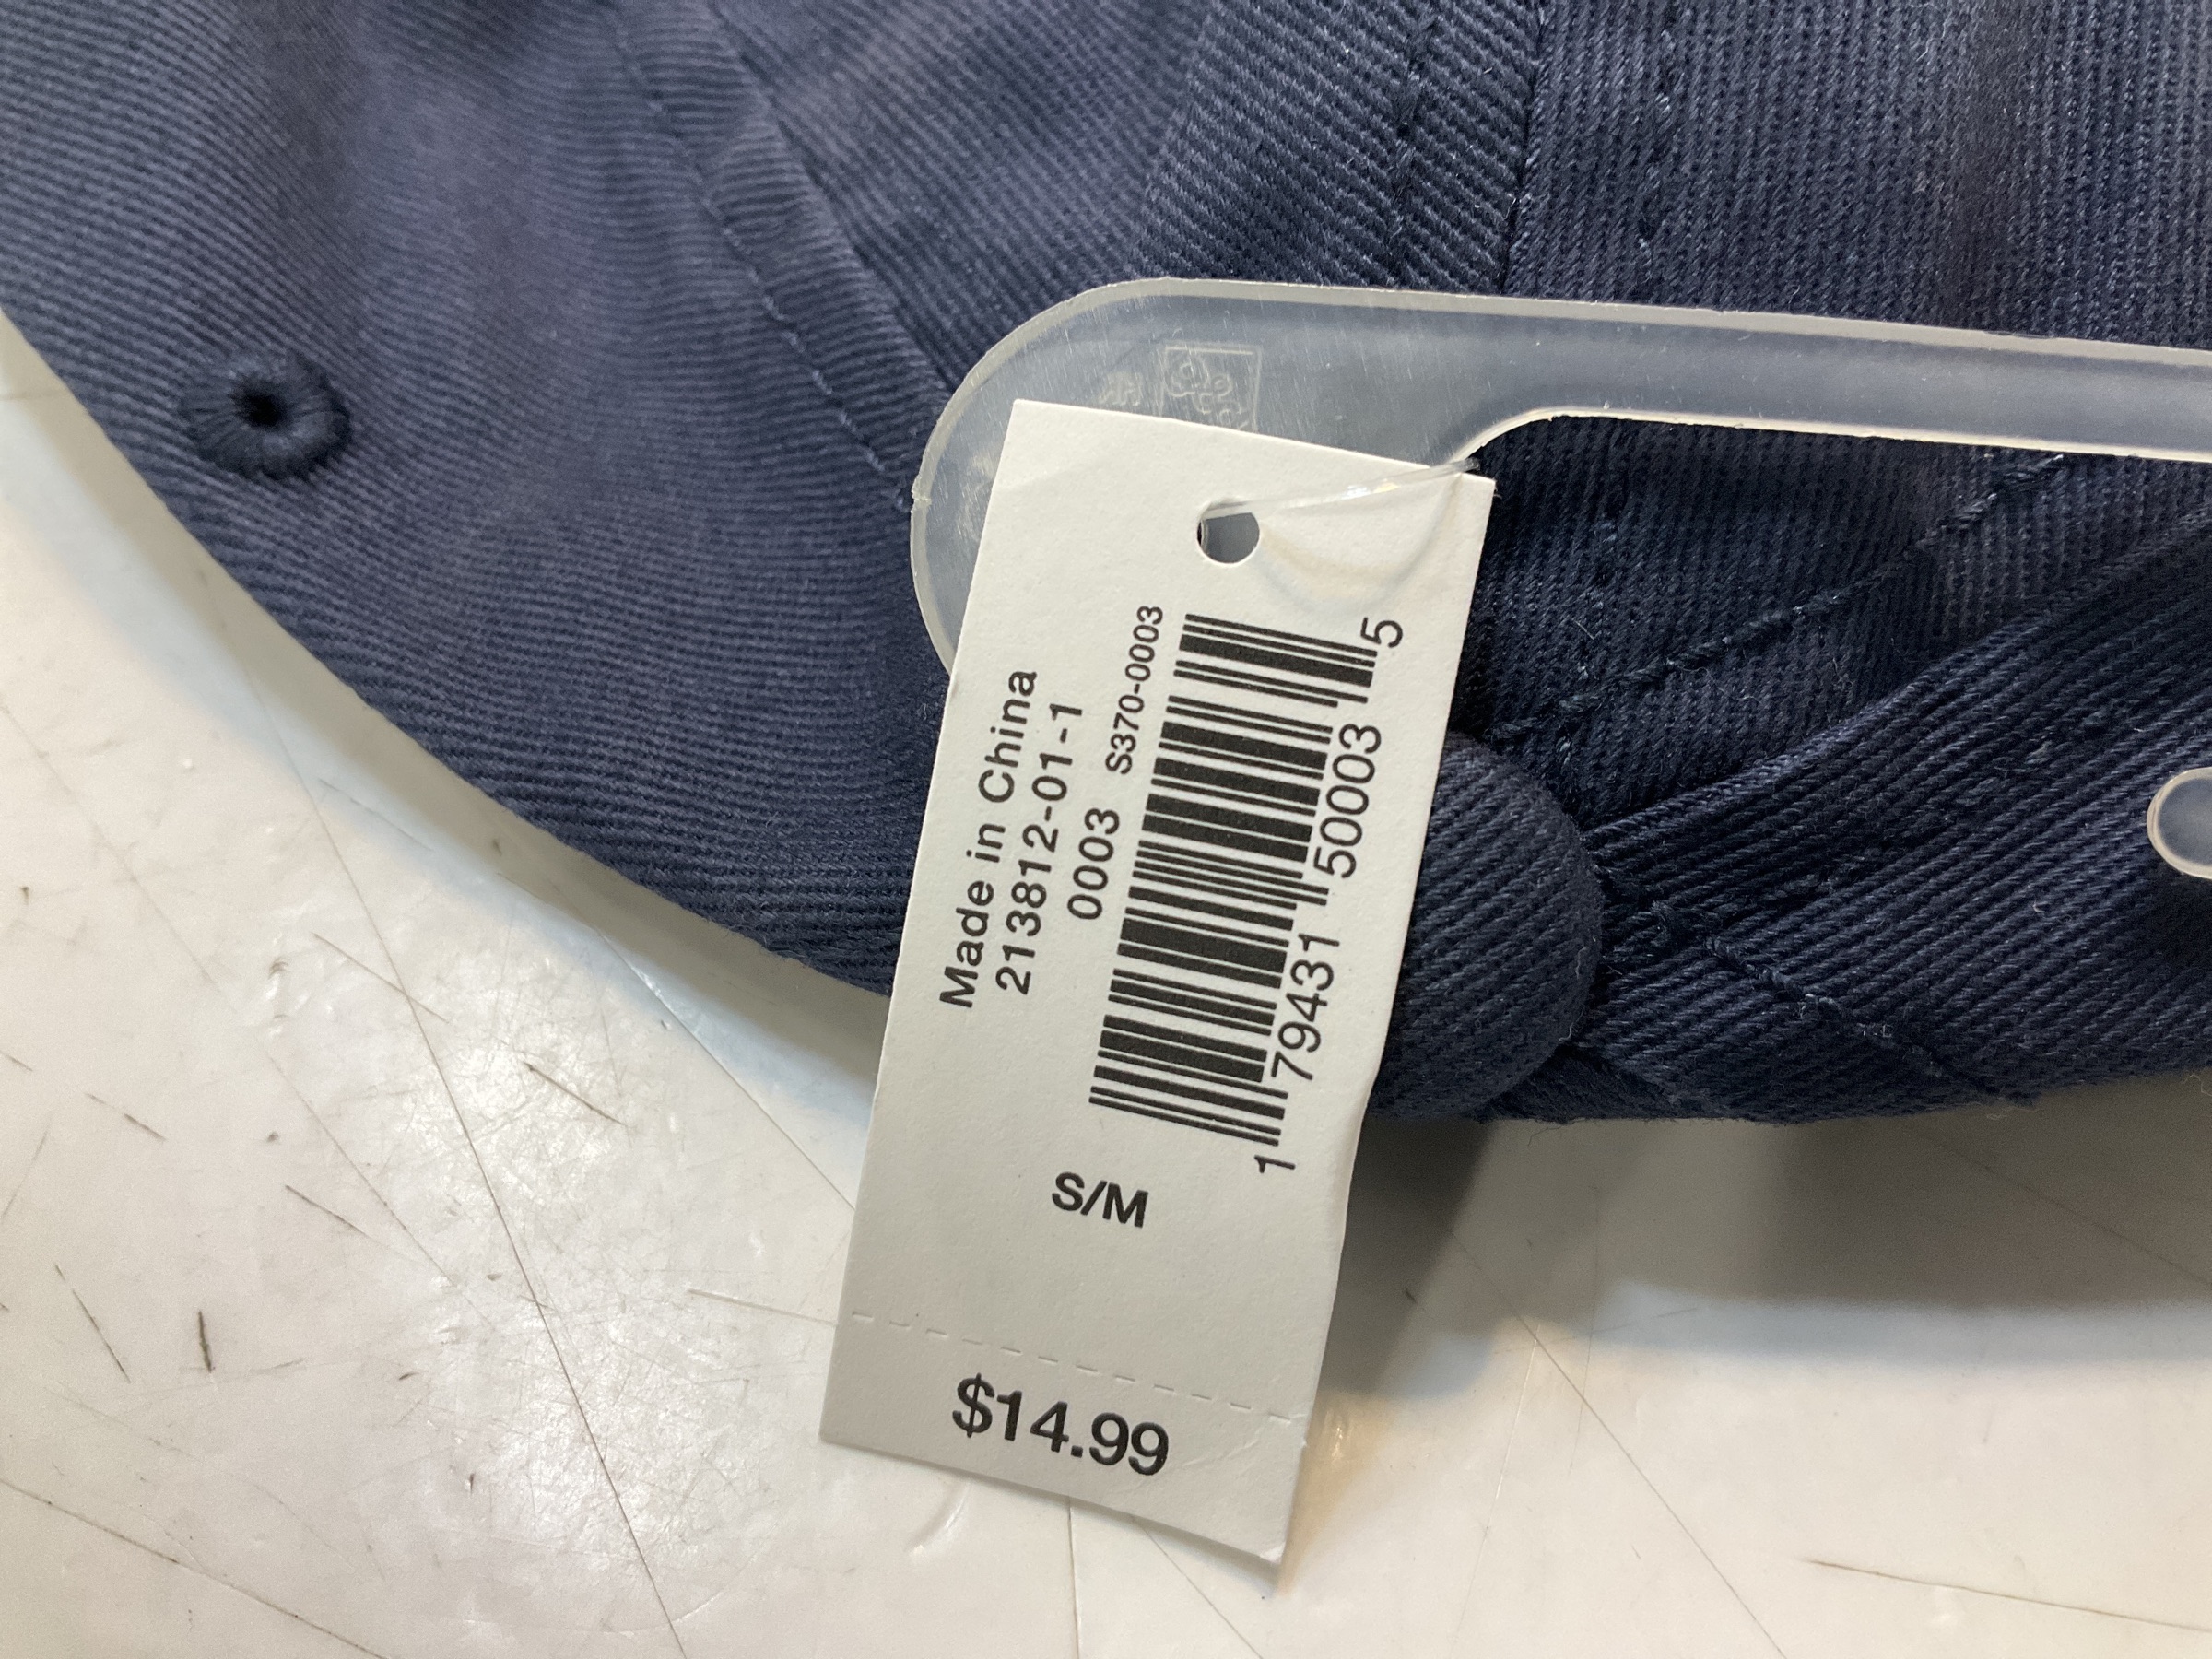 Made in China
213812-01-1
0003 S370-0003
1 79431 50003 5
S/M
$14.99